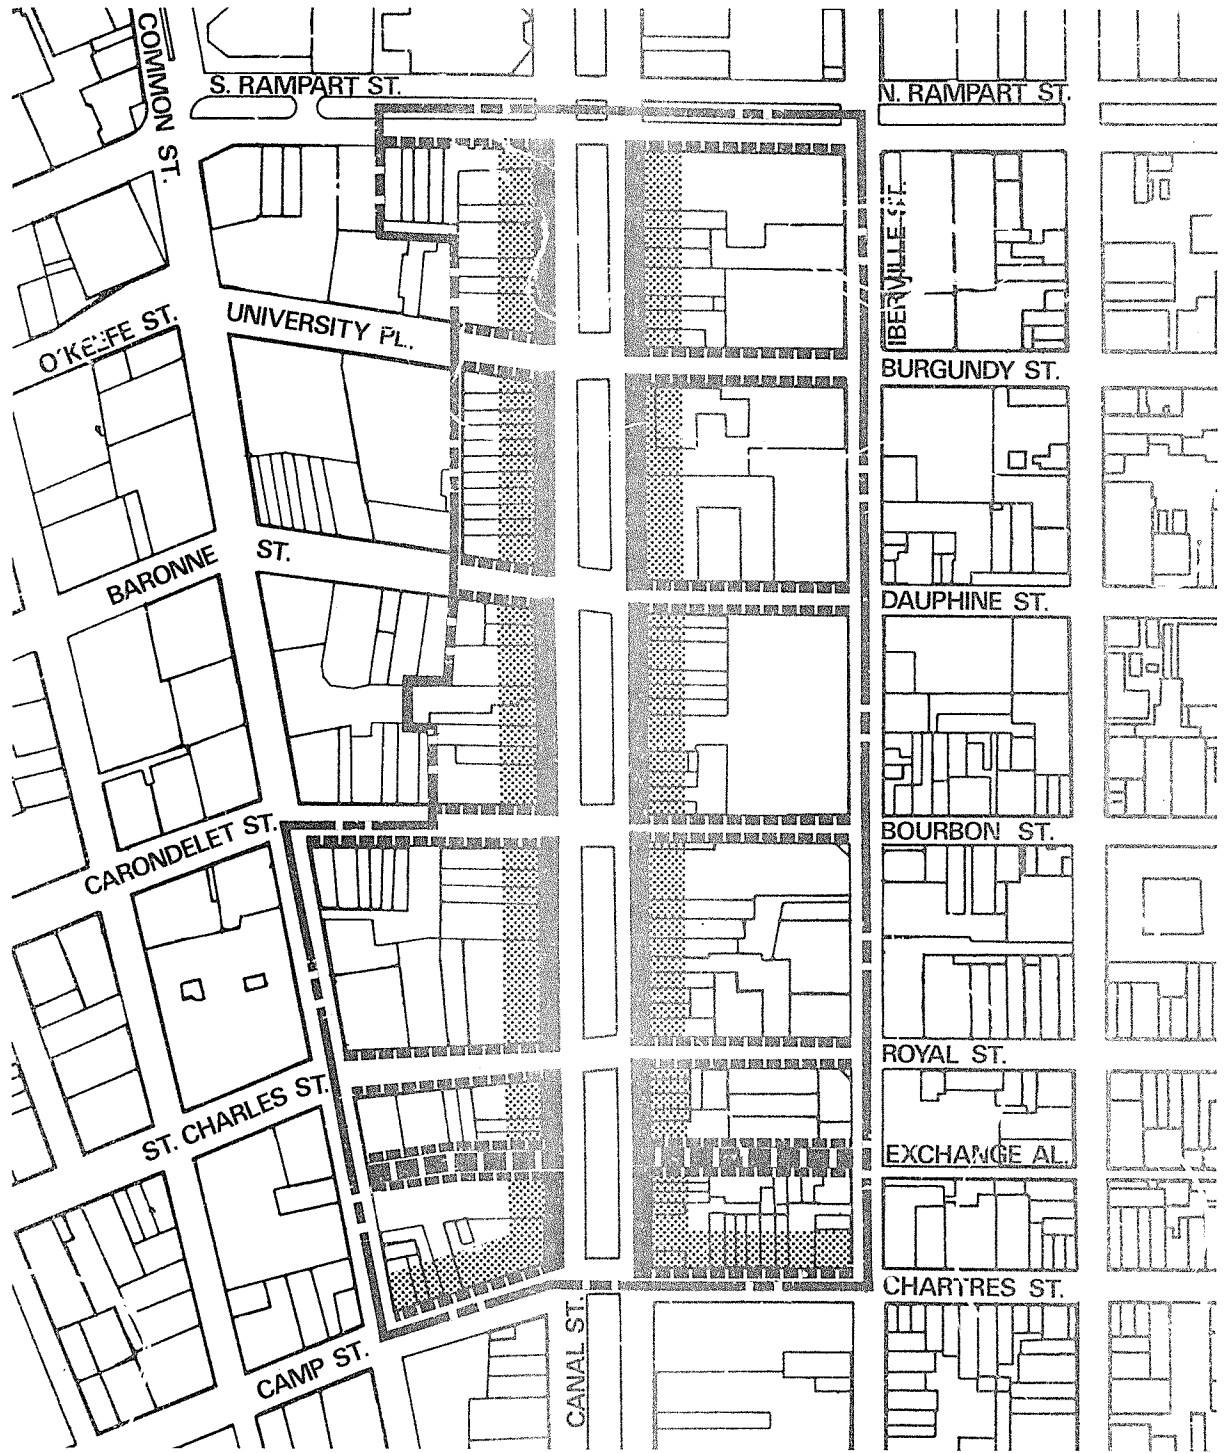 COMMON ST.
S. RAMPART ST.
N. RAMPART ST.
IBERVILLE ST.
O'KEEFE ST.
UNIVERSITY PL.
BURGUNDY ST.
BARONNE ST.
DAUPHINE ST.
CARONDELET ST.
BOURBON ST.
ST. CHARLES ST.
ROYAL ST.
EXCHANGE AL.
CHARTRES ST.
CAMP ST.
CANAL ST.